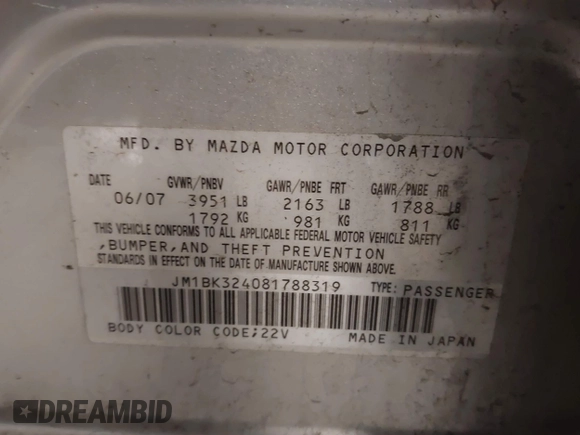 MFD. BY MAZDA MOTOR CORPORATION
DATE GVWR/PNBV GAWR/PNBE FRT GAWR/PNBE RR
06/07 3951 LB 2163 LB 1788 LB
1792 KG 981 KG 811 KG
THIS VEHICLE CONFORMS TO ALL APPLICABLE FEDERAL MOTOR VEHICLE SAFETY
,BUMPER,AND THEFT PREVENTION
STANDARDS IN EFFECT ON THE DATE OF MANUFACTURE SHOWN ABOVE.
JM1BK324081788319 TYPE: PASSENGER
BODY COLOR CODE;22V MADE IN JAPAN
DREAMBID